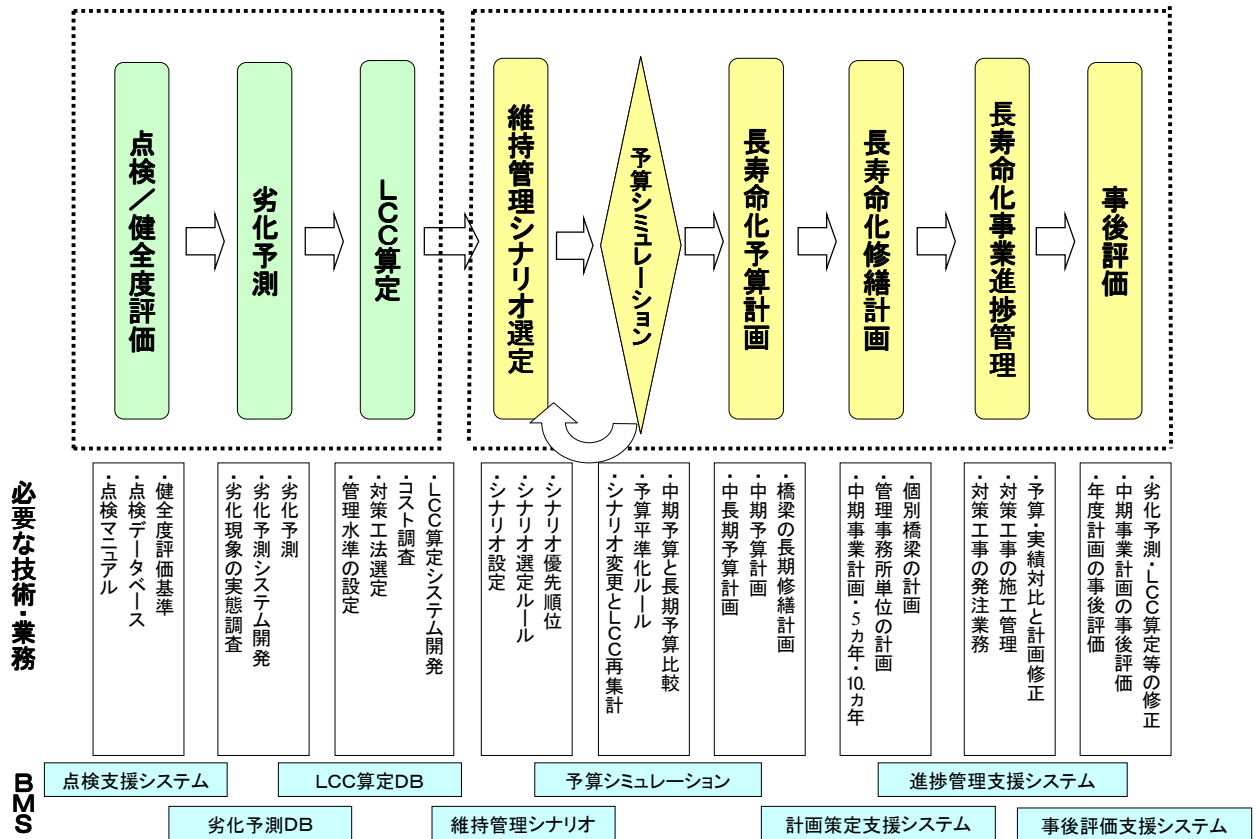 点検／健全度評価
劣化予測
LCC算定
維持管理シナリオ選定
予算シミュレーション
長寿命化予算計画
長寿命化修繕計画
長寿命化事業進捗管理
事後評価
必要な技術・業務
健全度評価基準
・点検データベース
・点検マニュアル
・劣化予測
・劣化予測システム開発
・劣化現象の実態調査
・LCC算定システム開発
・コスト調査
・対策工法選定
・管理水準の設定
・シナリオ優先順位
・シナリオ選定ルール
・シナリオ設定
・中期予算と長期予算比較
・予算平準化ルール
・シナリオ変更とLCC再集計
・橋梁の長期修繕計画
・中期予算計画
・中長期予算計画
・個別橋梁の計画
・管理事務所単位の計画
・中期事業計画・5ヵ年・10.ヵ年
・予算・実績対比と計画修正
・対策工事の施工管理
・対策工事の発注業務
・劣化予測・LCC算定等の修正
・中期事業計画の事後評価
・年度計画の事後評価
BMS
点検支援システム
LCC算定DB
予算シミュレーション
進捗管理支援システム
劣化予測DB
維持管理シナリオ
計画策定支援システム
事後評価支援システム